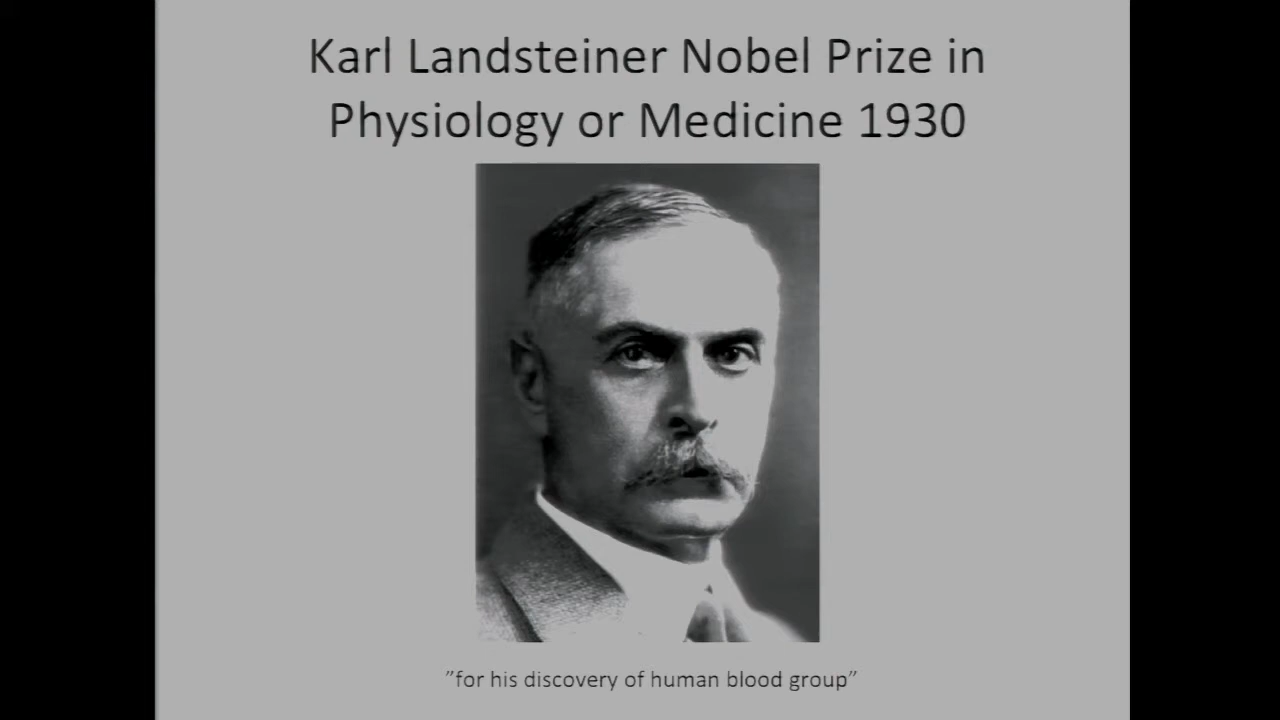 Karl Landsteiner Nobel Prize in
Physiology or Medicine 1930
”for his discovery of human blood group”